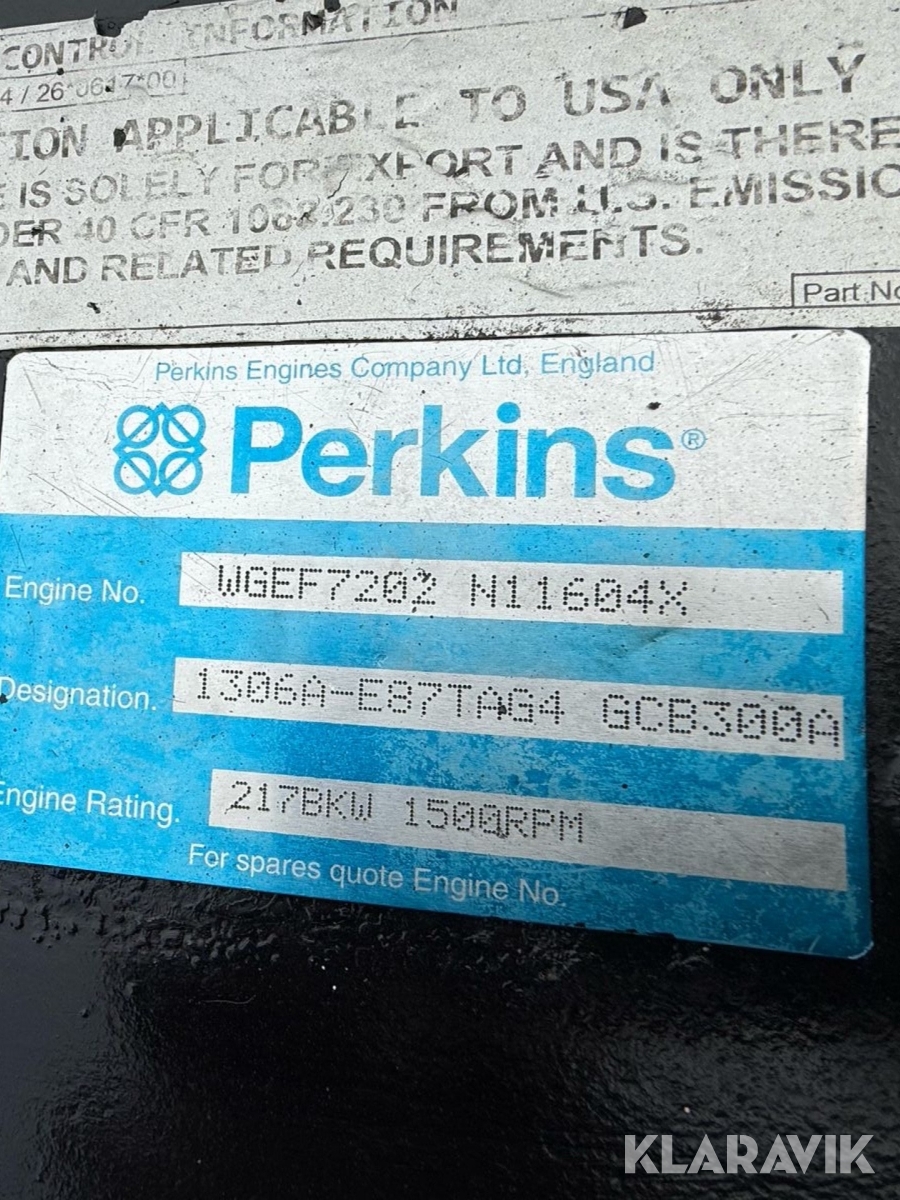 CONTROL INFORMATION
4 / 26*0617*00
ION APPLICABLE TO USA ONLY
IS SOLELY FOR EXPORT AND IS THERE
DER 40 CFR 1068.230 FROM U.S. EMISSIO
AND RELATED REQUIREMENTS.
Part No
Perkins Engines Company Ltd, England
Perkins®
Engine No. WGEF7202 N11604X
Designation. 1306A-E87TAG4 GCB300A
Engine Rating. 217BKW 1500RPM
For spares quote Engine No.
KLARAVIK